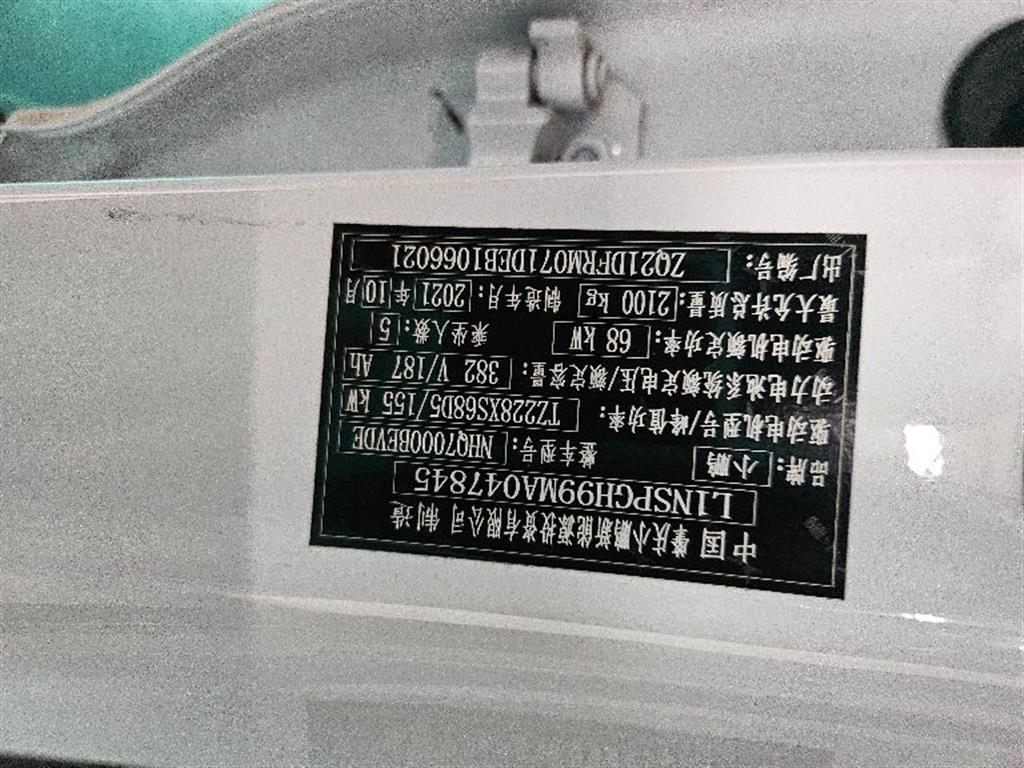 中国 肇庆小鹏新能源投资有限公司 制造
L1NSPGH99MA047845
品牌: 小鹏 整车型号: NHQ7000BEVDE
驱动电机型号/峰值功率: TZ228XS68D5/155 kW
动力电池系统额定电压/额定容量: 382 V/187 Ah
驱动电机额定功率: 68 kW 乘坐人数: 5
最大允许总质量: 2100 kg 制造年月: 2021 年 10 月
出厂编号: ZQ21DFRM071DEB1066021